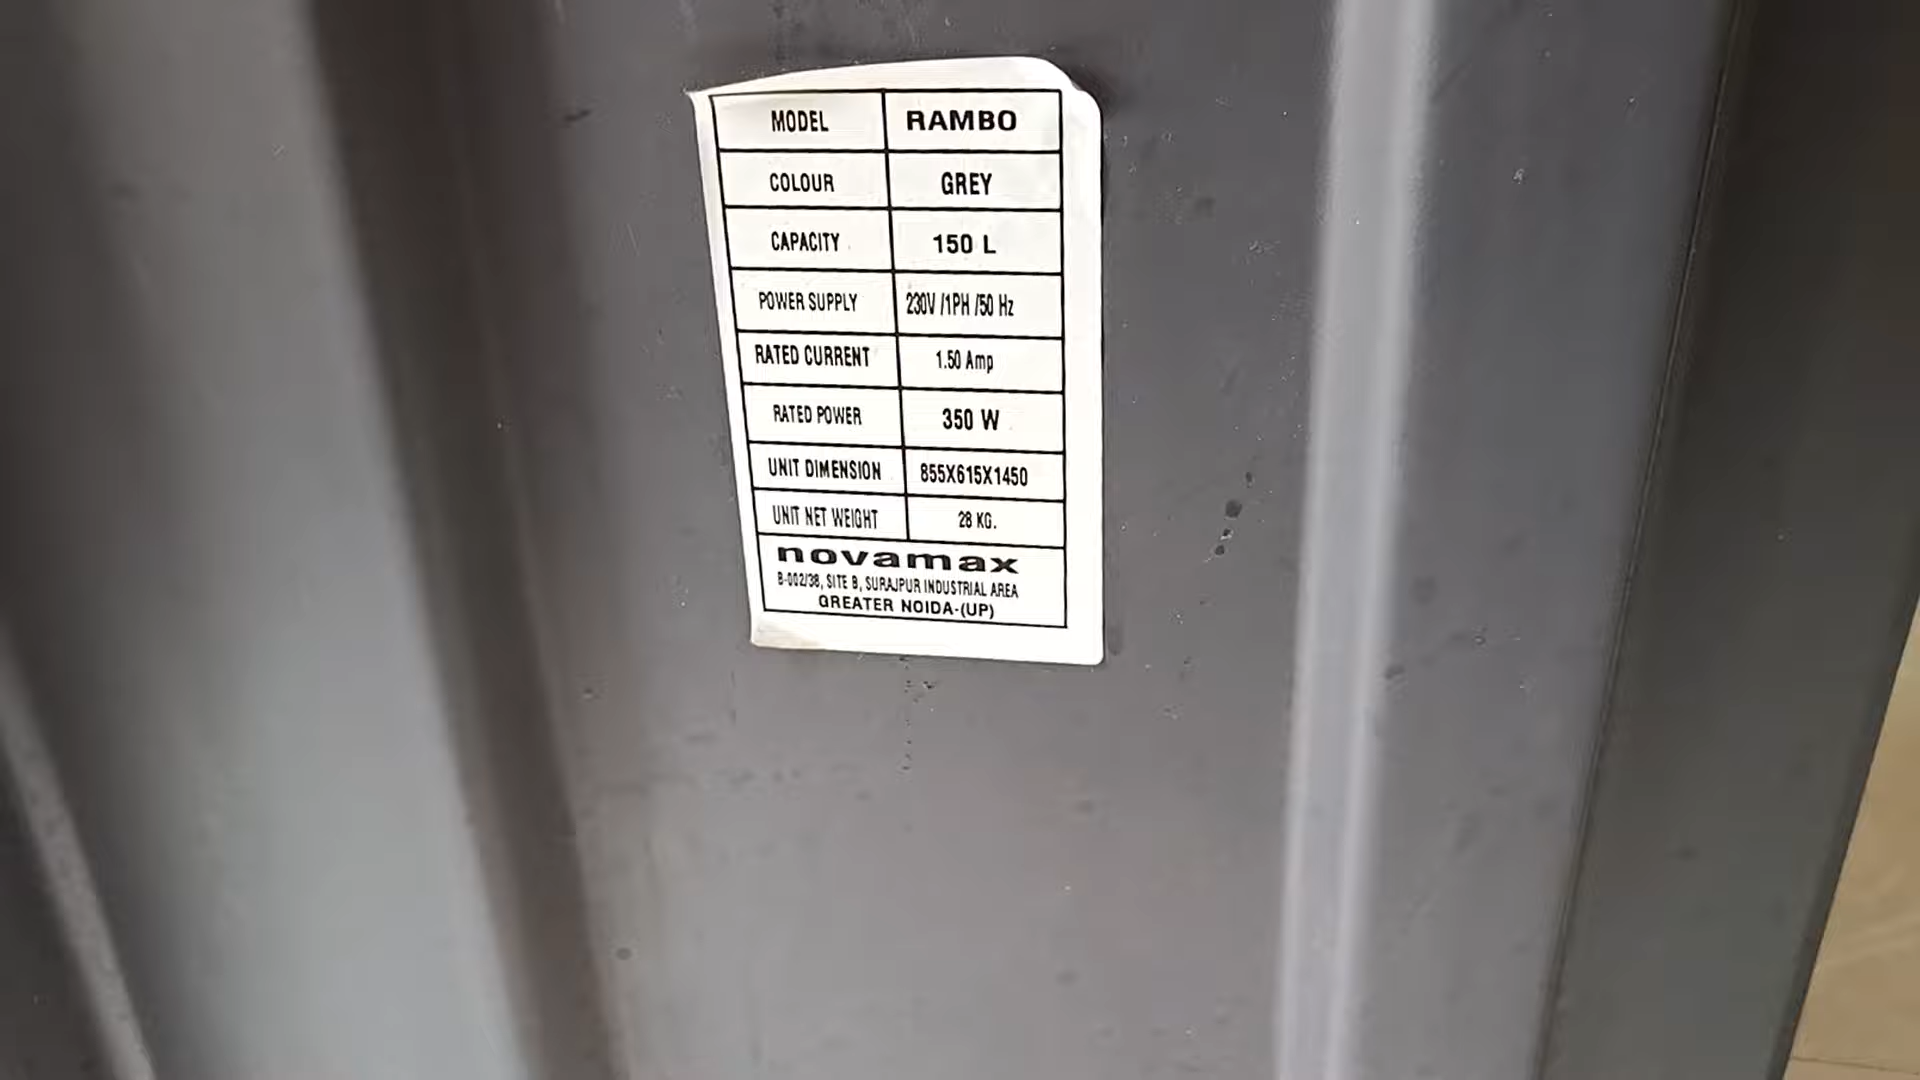 MODEL RAMBO
COLOUR GREY
CAPACITY 150 L
POWER SUPPLY 230V /1PH /50 Hz
RATED CURRENT 1.50 Amp
RATED POWER 350 W
UNIT DIMENSION 855X615X1450
UNIT NET WEIGHT 28 KG.
novamax
B-002/38, SITE B, SURAJPUR INDUSTRIAL AREA
GREATER NOIDA-(UP)